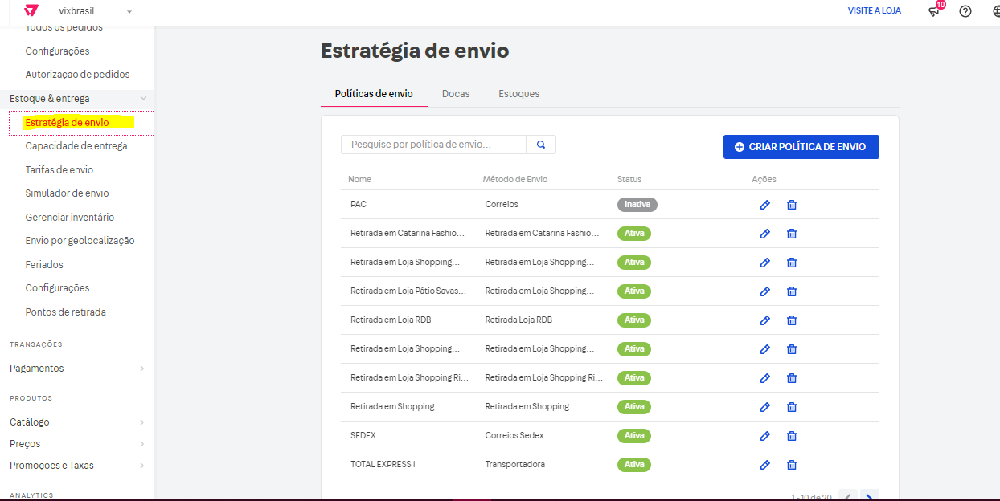 vixbrasil
VISITE A LOJA
10
Todos os pedidos
Configurações
Autorização de pedidos
Estoque & entrega
Estratégia de envio
Capacidade de entrega
Tarifas de envio
Simulador de envio
Gerenciar inventário
Envio por geolocalização
Feriados
Configurações
Pontos de retirada
TRANSAÇÕES
Pagamentos
PRODUTOS
Catálogo
Preços
Promoções e Taxas
ANALYTICS
Estratégia de envio
Políticas de envio Docas Estoques
Pesquise por política de envio...
CRIAR POLÍTICA DE ENVIO
Nome Método de Envio Status Ações
PAC Correios Inativa
Retirada em Catarina Fashio... Retirada em Catarina Fashio... Ativa
Retirada em Loja Shopping... Retirada em Loja Shopping... Ativa
Retirada em Loja Pátio Savas... Retirada em Loja Shopping... Ativa
Retirada em Loja RDB Retirada Loja RDB Ativa
Retirada em Loja Shopping... Retirada em Loja Shopping... Ativa
Retirada em Loja Shopping Ri... Retirada em Loja Shopping Ri... Ativa
Retirada em Shopping... Retirada em Shopping... Ativa
SEDEX Correios Sedex Ativa
TOTAL EXPRESS1 Transportadora Ativa
1 - 10 de 20